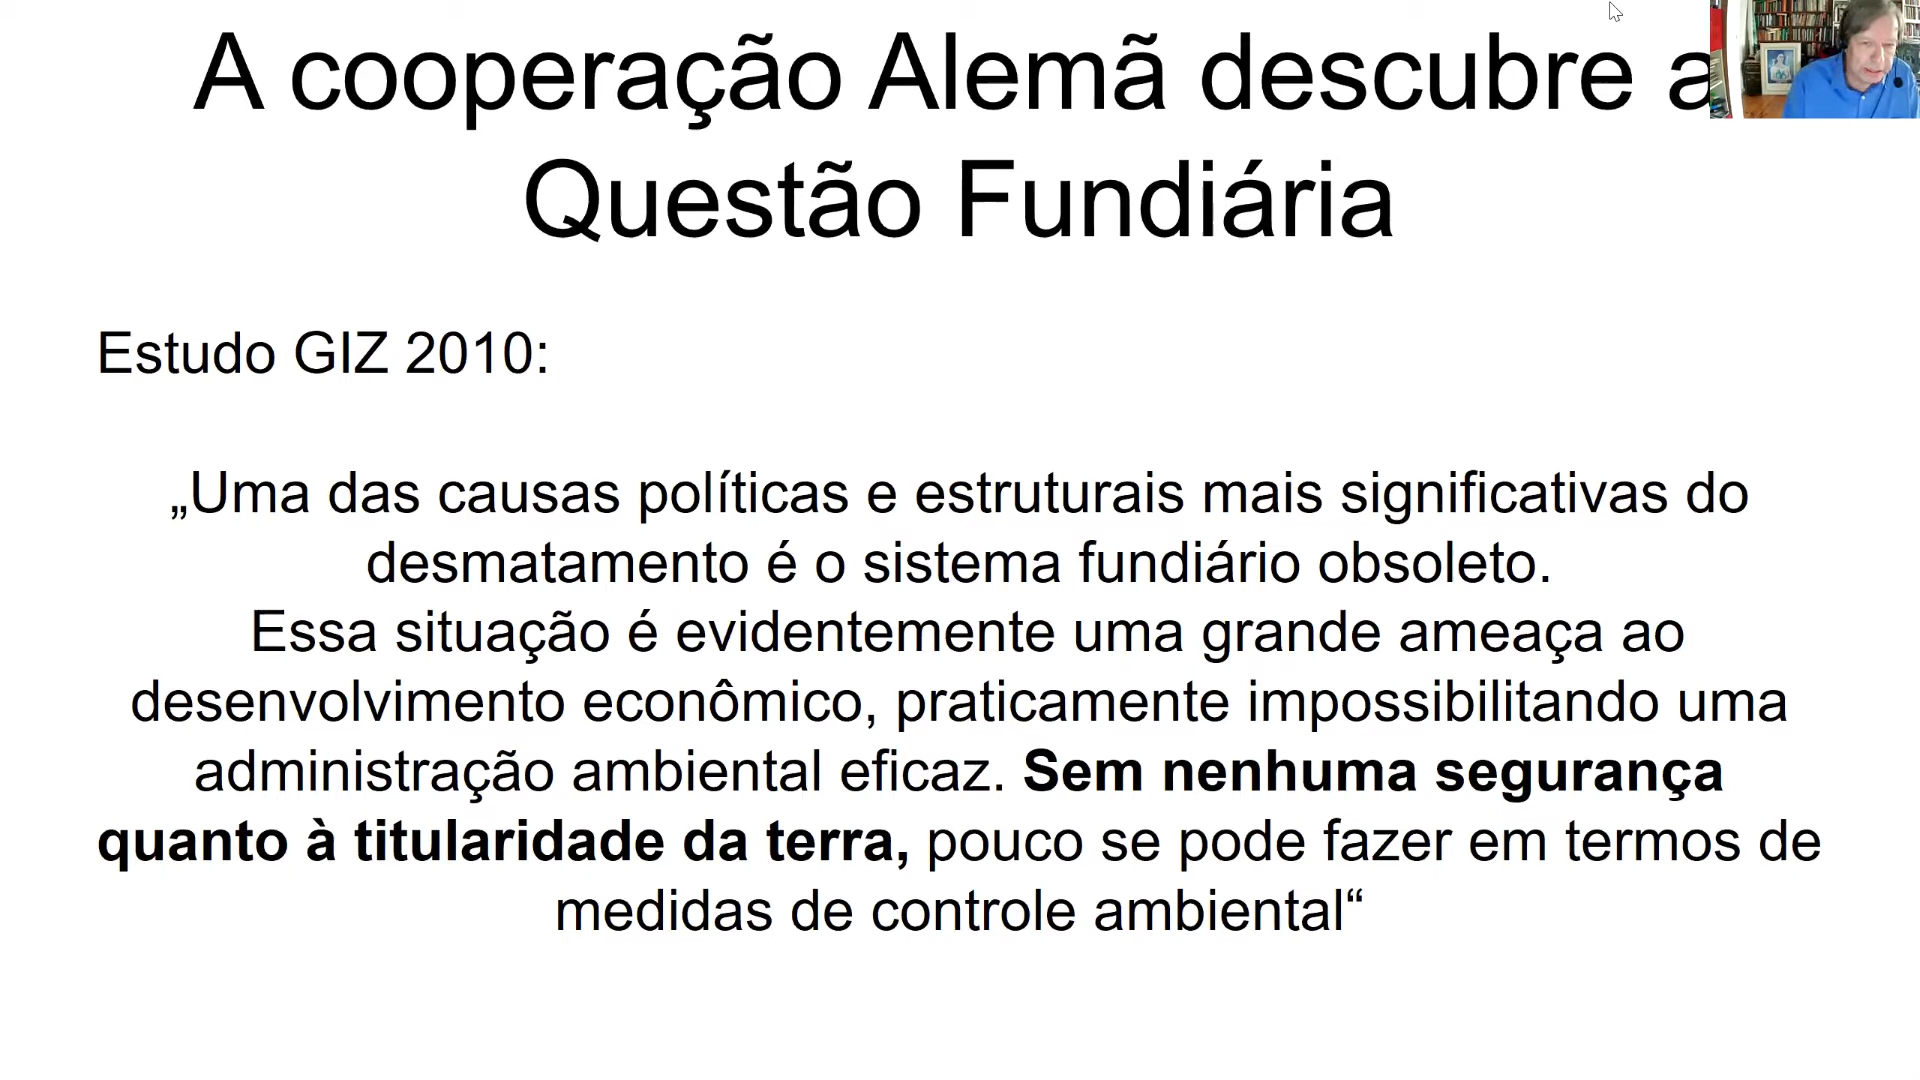 A cooperação Alemã descubre a
Questão Fundiária
Estudo GIZ 2010:
„Uma das causas políticas e estruturais mais significativas do
desmatamento é o sistema fundiário obsoleto.
Essa situação é evidentemente uma grande ameaça ao
desenvolvimento econômico, praticamente impossibilitando uma
administração ambiental eficaz. Sem nenhuma segurança
quanto à titularidade da terra, pouco se pode fazer em termos de
medidas de controle ambiental“